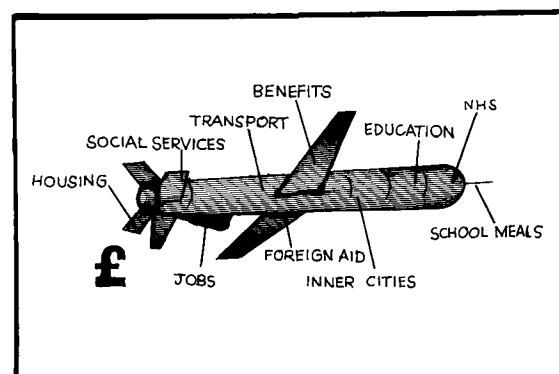 BENEFITS
NHS
TRANSPORT
EDUCATION
SOCIAL SERVICES
HOUSING
SCHOOL MEALS
FOREIGN AID
£
JOBS
INNER CITIES